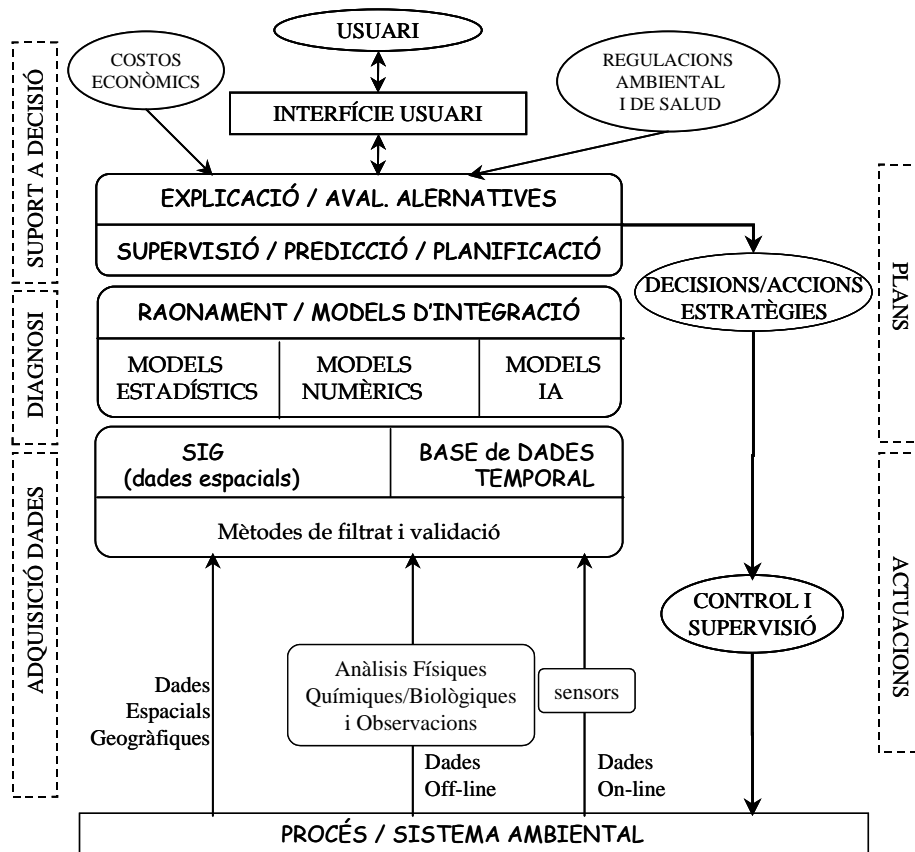 USUARI
COSTOS
ECONÒMICS
REGULACIONS
AMBIENTAL
I DE SALUD
INTERFÍCIE USUARI
SUPORT A DECISIÓ
EXPLICACIÓ / AVAL. ALERNATIVES
SUPERVISIÓ / PREDICCIÓ / PLANIFICACIÓ
PLANS
DECISIONS/ACCIONS
ESTRATÈGIES
DIAGNOSI
RAONAMENT / MODELS D'INTEGRACIÓ
MODELS
ESTADÍSTICS
MODELS
NUMÈRICS
MODELS
IA
ADQUISICIÓ DADES
SIG
(dades espacials)
BASE de DADES
TEMPORAL
Mètodes de filtrat i validació
ACTUACIONS
CONTROL I
SUPERVISIÓ
Dades
Espacials
Geogràfiques
Anàlisis Físiques
Químiques/Biològiques
i Observacions
sensors
Dades
Off-line
Dades
On-line
PROCÉS / SISTEMA AMBIENTAL